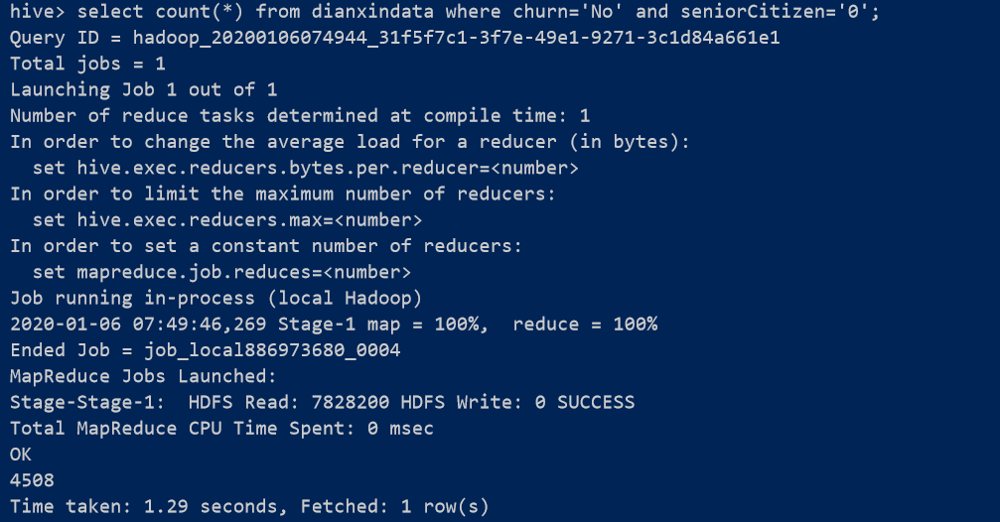 hive> select count(*) from dianxindata where churn='No' and seniorCitizen='0';
Query ID = hadoop_20200106074944_31f5f7c1-3f7e-49e1-9271-3c1d84a661e1
Total jobs = 1
Launching Job 1 out of 1
Number of reduce tasks determined at compile time: 1
In order to change the average load for a reducer (in bytes):
  set hive.exec.reducers.bytes.per.reducer=<number>
In order to limit the maximum number of reducers:
  set hive.exec.reducers.max=<number>
In order to set a constant number of reducers:
  set mapreduce.job.reduces=<number>
Job running in-process (local Hadoop)
2020-01-06 07:49:46,269 Stage-1 map = 100%,  reduce = 100%
Ended Job = job_local886973680_0004
MapReduce Jobs Launched:
Stage-Stage-1:  HDFS Read: 7828200 HDFS Write: 0 SUCCESS
Total MapReduce CPU Time Spent: 0 msec
OK
4508
Time taken: 1.29 seconds, Fetched: 1 row(s)